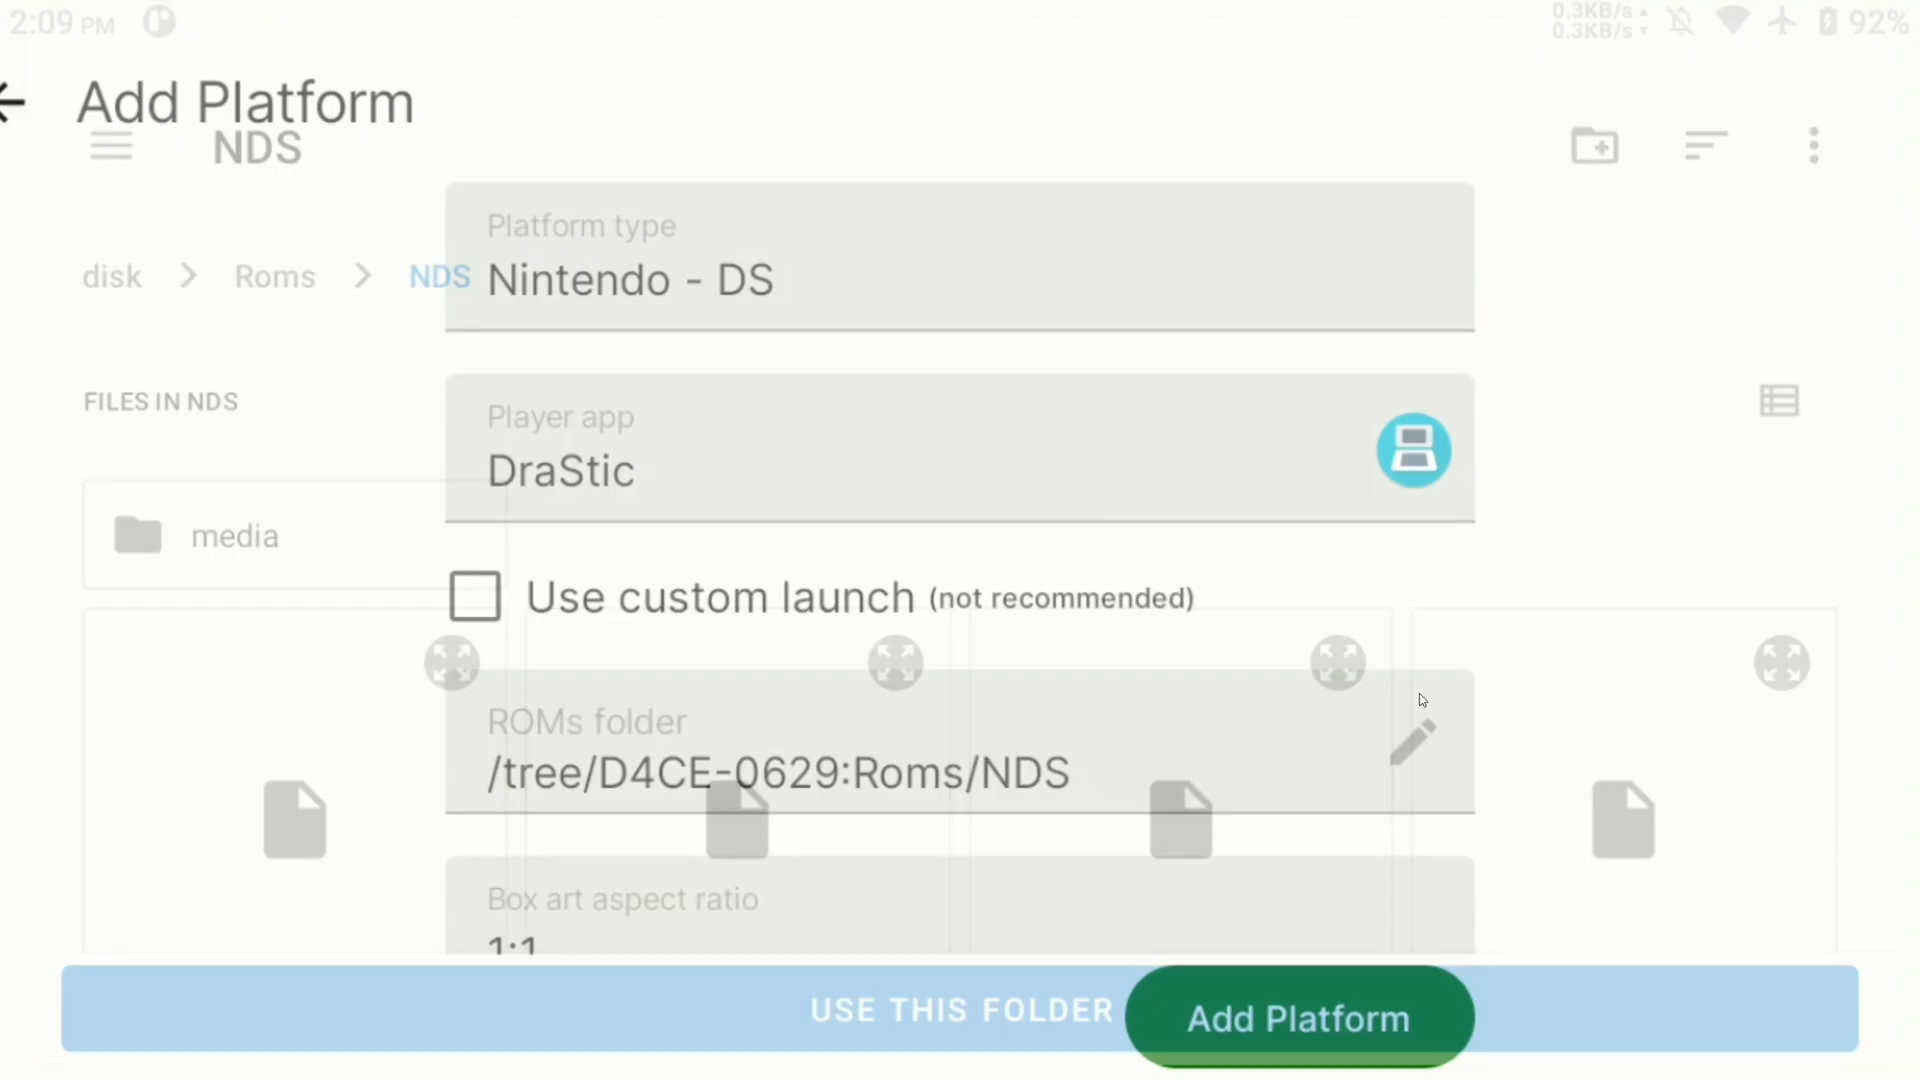 2:09 PM
0.3KB/s
0.3KB/s
92%
Add Platform
NDS
Platform type
Nintendo - DS
disk
Roms
NDS
Player app
DraStic
FILES IN NDS
media
Use custom launch (not recommended)
ROMs folder
/tree/D4CE-0629:Roms/NDS
Box art aspect ratio
1:1
USE THIS FOLDER
Add Platform